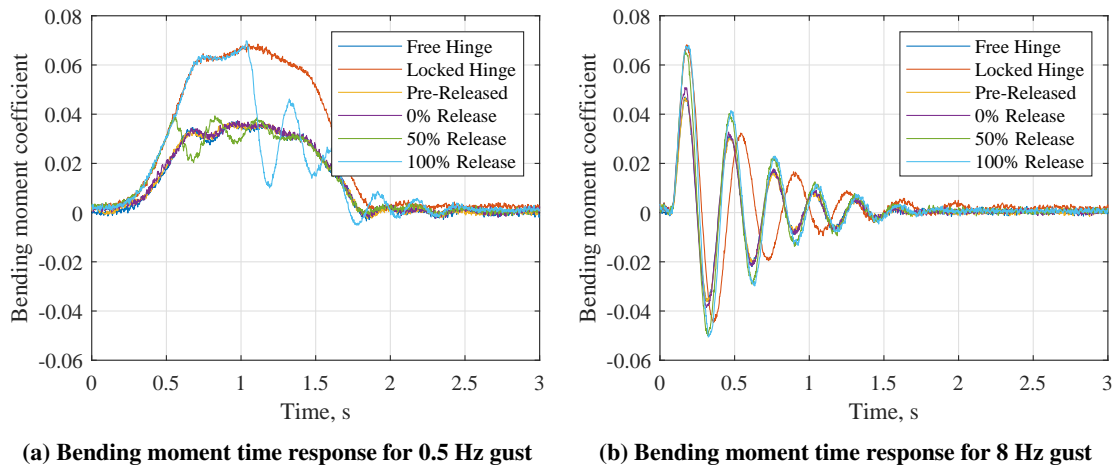 0.08
0.06
0.04
0.02
0
-0.02
-0.04
-0.06
Bending moment coefficient
0
0.5
1
1.5
2
2.5
3
Time, s
Free Hinge
Locked Hinge
Pre-Released
0% Release
50% Release
100% Release
(a) Bending moment time response for 0.5 Hz gust
0.08
0.06
0.04
0.02
0
-0.02
-0.04
-0.06
Bending moment coefficient
0
0.5
1
1.5
2
2.5
3
Time, s
Free Hinge
Locked Hinge
Pre-Released
0% Release
50% Release
100% Release
(b) Bending moment time response for 8 Hz gust